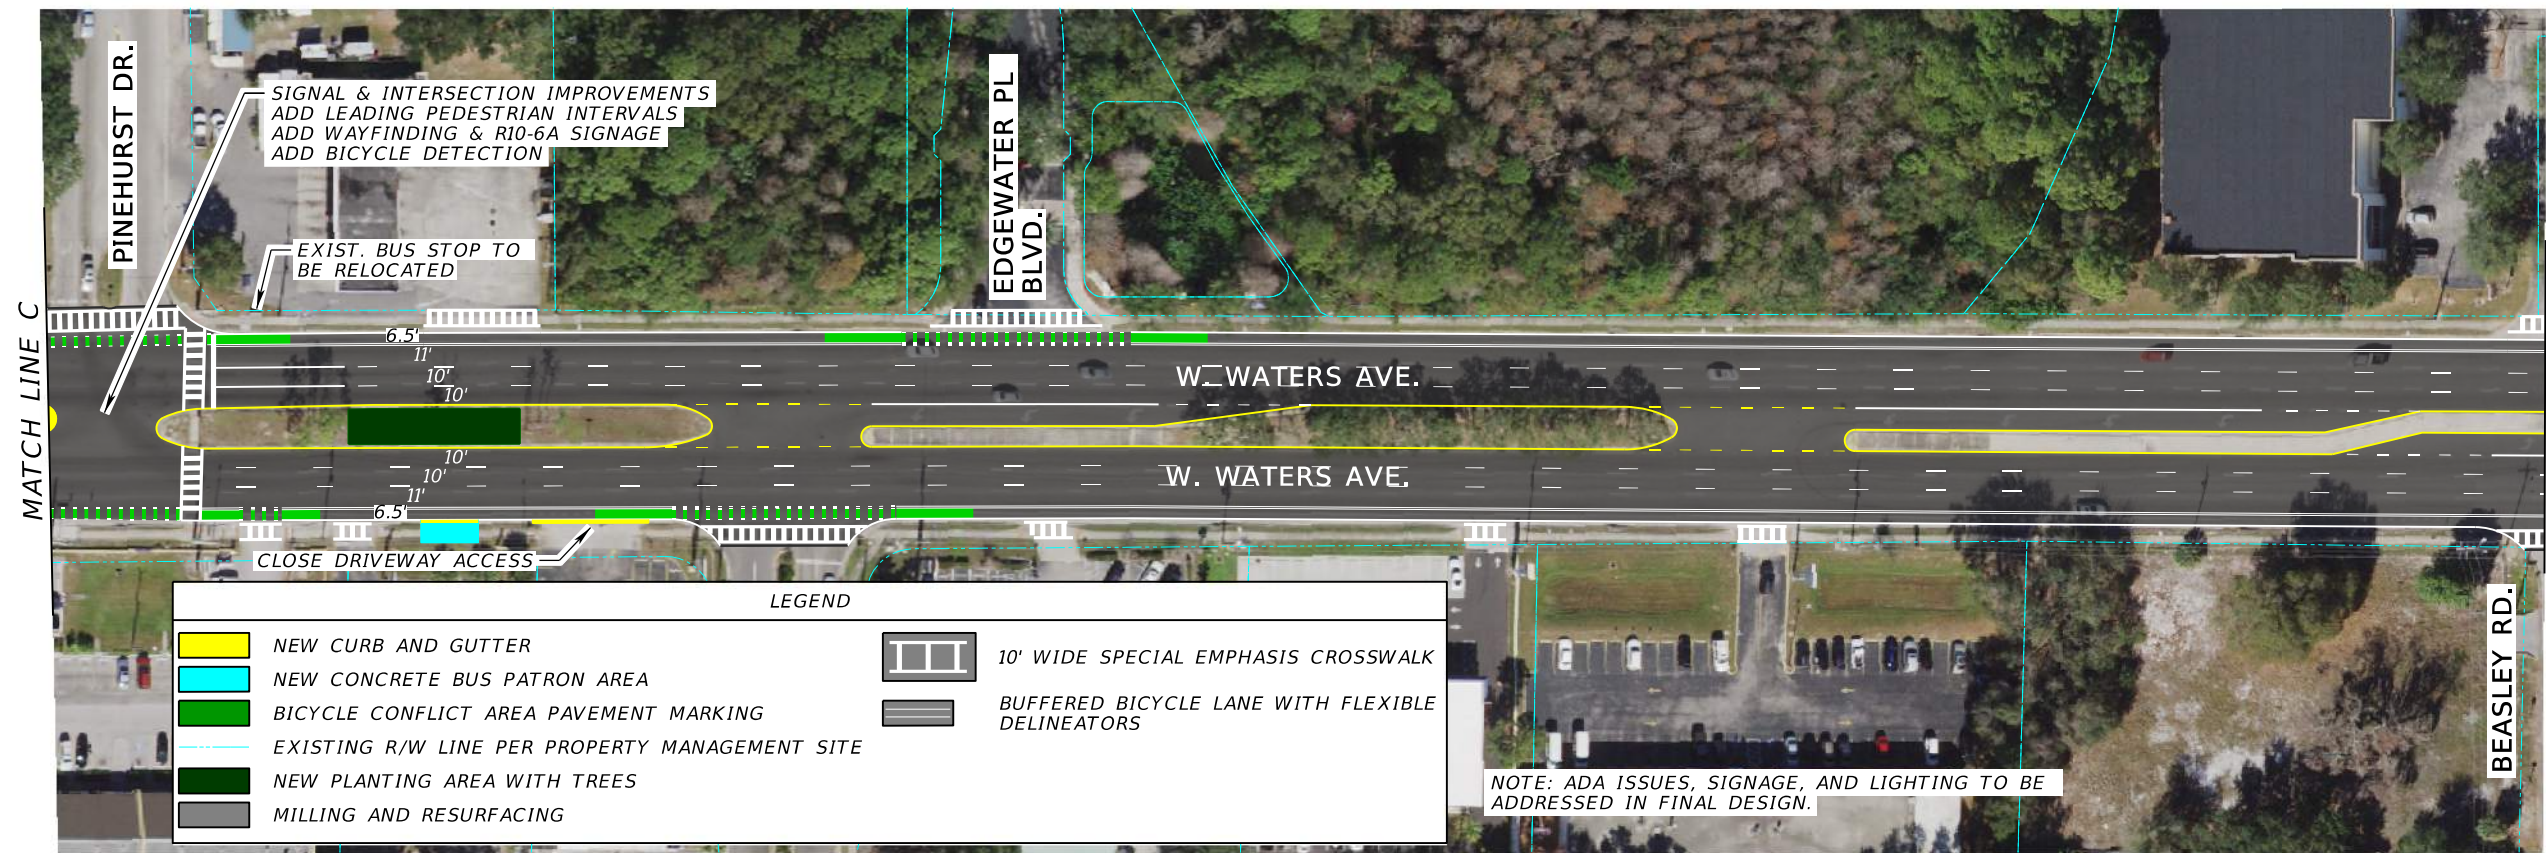 PINEHURST DR.
SIGNAL & INTERSECTION IMPROVEMENTS
ADD LEADING PEDESTRIAN INTERVALS
ADD WAYFINDING & R10-6A SIGNAGE
ADD BICYCLE DETECTION
EXIST. BUS STOP TO
BE RELOCATED
EDGEWATER PL
BLVD.
MATCH LINE C
6.5'
11'
10'
10'
W. WATERS AVE.
10'
10'
11'
6.5'
W. WATERS AVE.
CLOSE DRIVEWAY ACCESS
LEGEND
NEW CURB AND GUTTER
NEW CONCRETE BUS PATRON AREA
BICYCLE CONFLICT AREA PAVEMENT MARKING
EXISTING R/W LINE PER PROPERTY MANAGEMENT SITE
NEW PLANTING AREA WITH TREES
MILLING AND RESURFACING
10' WIDE SPECIAL EMPHASIS CROSSWALK
BUFFERED BICYCLE LANE WITH FLEXIBLE
DELINEATORS
NOTE: ADA ISSUES, SIGNAGE, AND LIGHTING TO BE
ADDRESSED IN FINAL DESIGN.
BEASLEY RD.